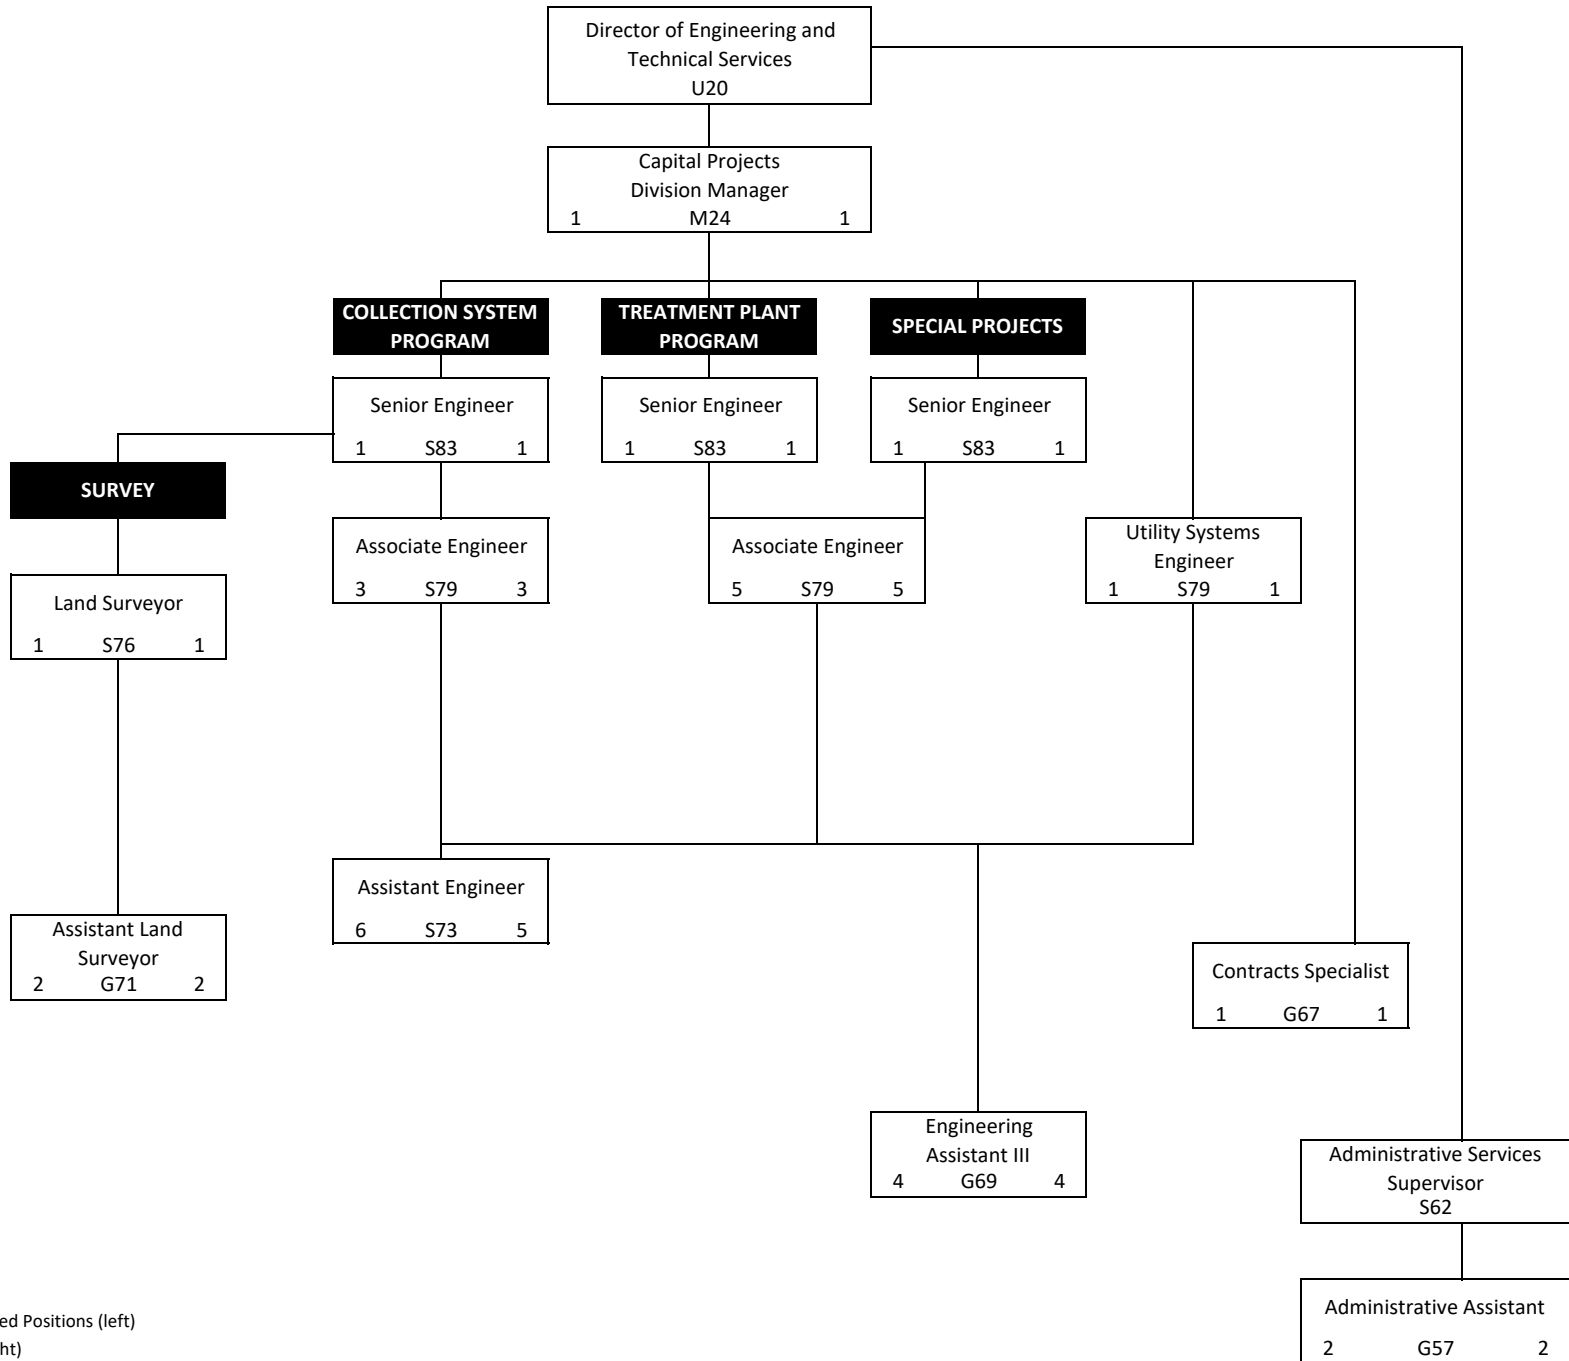 Director of Engineering and
Technical Services
U20
Capital Projects
Division Manager
1 M24 1
COLLECTION SYSTEM
PROGRAM
TREATMENT PLANT
PROGRAM
SPECIAL PROJECTS
Senior Engineer
1 S83 1
Senior Engineer
1 S83 1
Senior Engineer
1 S83 1
SURVEY
Associate Engineer
3 S79 3
Associate Engineer
5 S79 5
Utility Systems
Engineer
1 S79 1
Land Surveyor
1 S76 1
Assistant Engineer
6 S73 5
Assistant Land
Surveyor
2 G71 2
Contracts Specialist
1 G67 1
Engineering
Assistant III
4 G69 4
Administrative Services
Supervisor
S62
Administrative Assistant
2 G57 2
ed Positions (left)
ht)